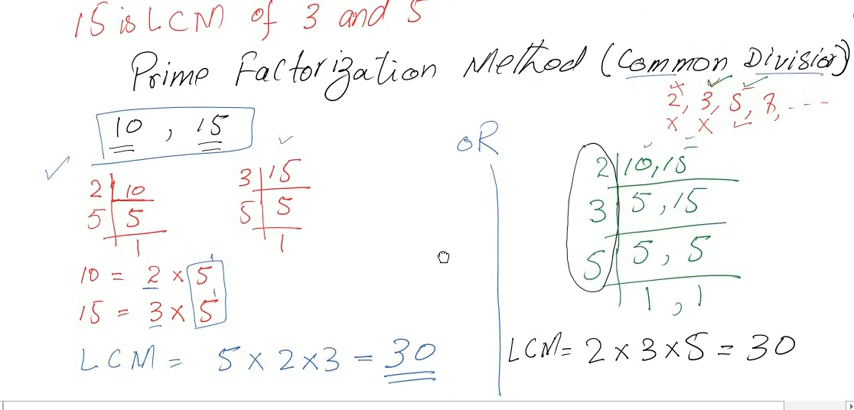 15 is LCM of 3 and 5
Prime Factorization Method (Common Division)
2, 3, 5, 7, ---
x x
10 , 15
OR
2 | 10
5 | 5
1
3 | 15
5 | 5
1
10 = 2 × 5
15 = 3 × 5
LCM = 5 × 2 × 3 = 30
2 | 10, 15
3 | 5, 15
5 | 5, 5
1, 1
LCM = 2 × 3 × 5 = 30